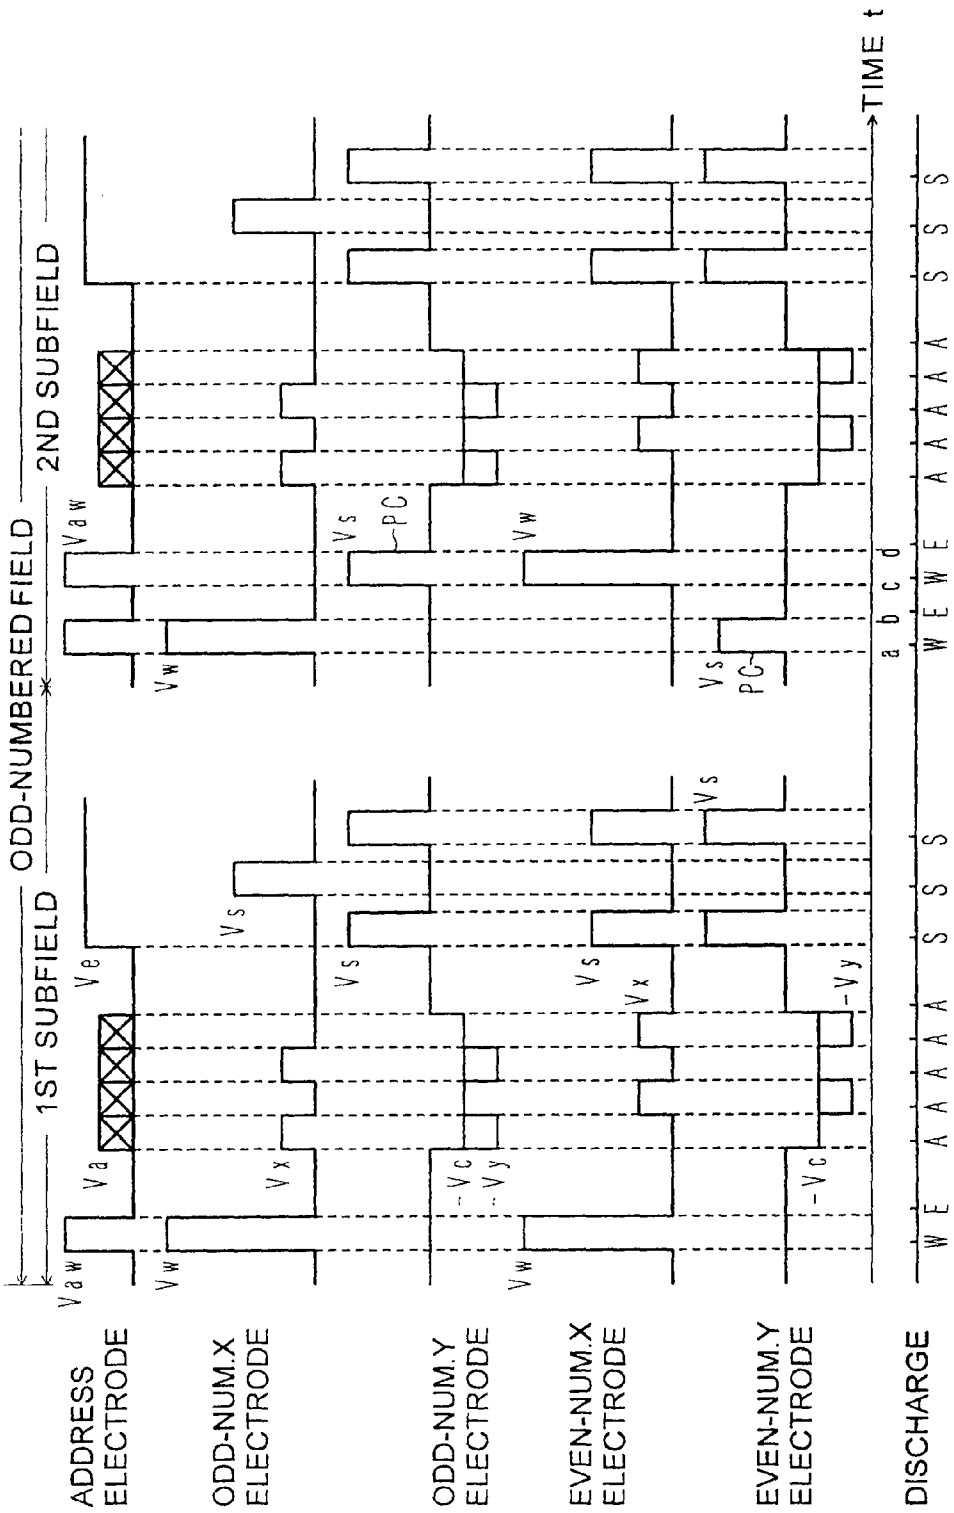 ODD-NUMBERED FIELD
1ST SUBFIELD
2ND SUBFIELD
ADDRESS
ELECTRODE
Vaw
Va
Ve
Vaw
ODD-NUM.X
ELECTRODE
Vw
Vx
Vs
Vw
ODD-NUM.Y
ELECTRODE
-Vc
-Vy
Vs
Vs
PC
EVEN-NUM.X
ELECTRODE
Vw
Vs
Vx
Vw
EVEN-NUM.Y
ELECTRODE
-Vc
-Vy
Vs
Vs
PC
TIME t
a b c d
DISCHARGE
W E A A A A A S S S W E W E A A A A A S S S